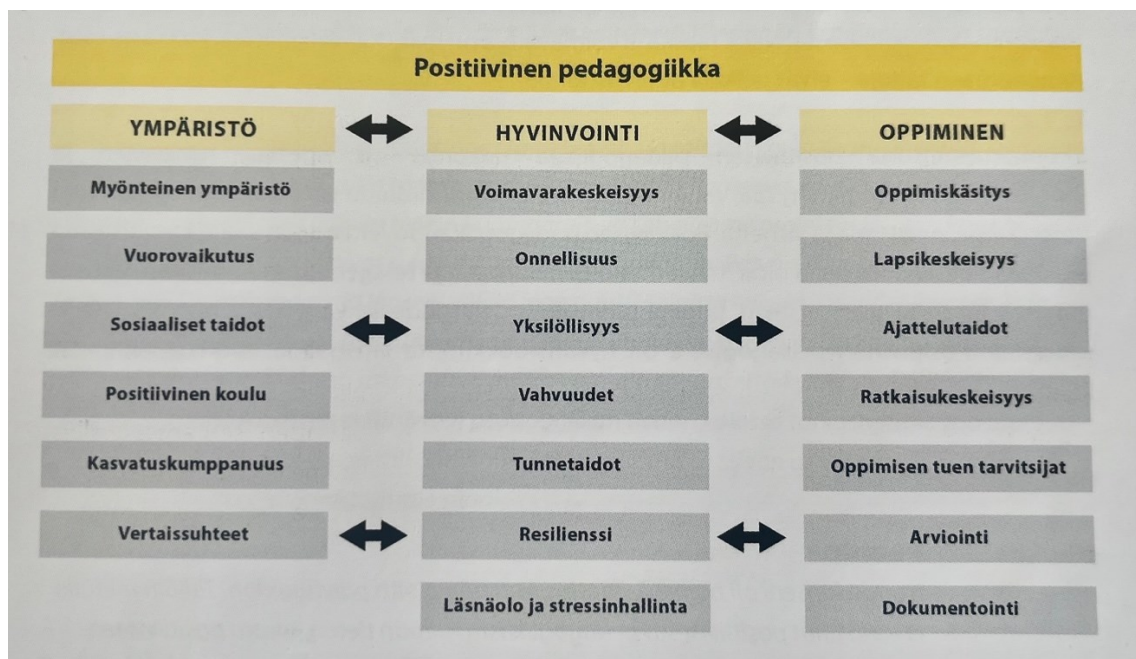 Positiivinen pedagogiikka
YMPÄRISTÖ
HYVINVOINTI
OPPIMINEN
Myönteinen ympäristö
Voimavarakeskeisyys
Oppimiskäsitys
Vuorovaikutus
Onnellisuus
Lapsikeskeisyys
Sosiaaliset taidot
Yksilöllisyys
Ajattelutaidot
Positiivinen koulu
Vahvuudet
Ratkaisukeskeisyys
Kasvatuskumppanuus
Tunnetaidot
Oppimisen tuen tarvitsijat
Vertaissuhteet
Resilienssi
Arviointi
Läsnäolo ja stressinhallinta
Dokumentointi